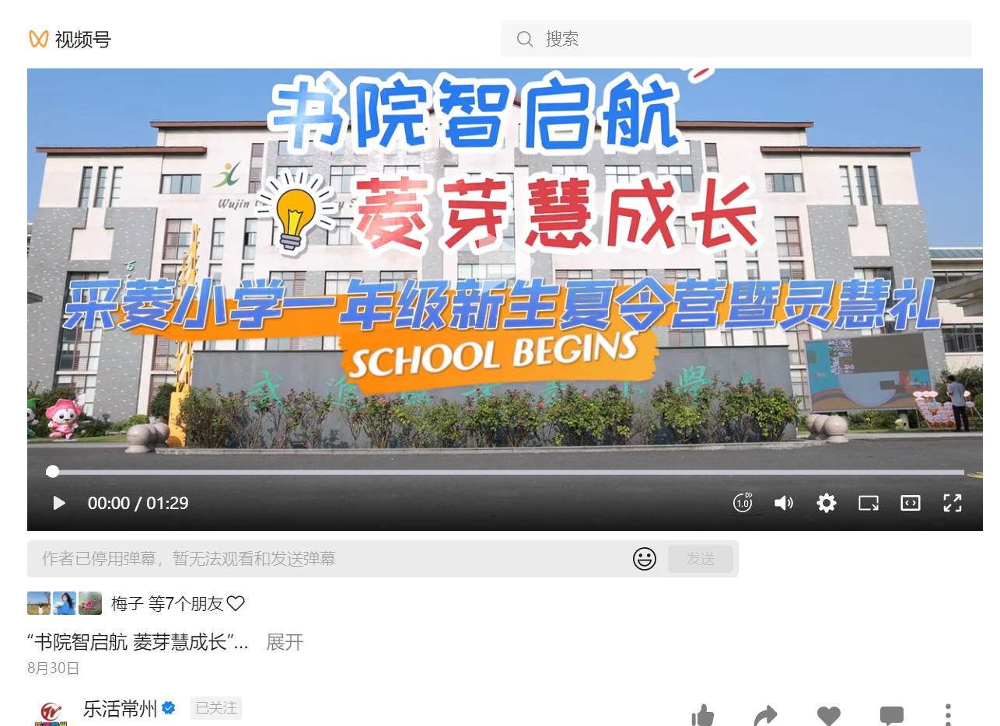 视频号
搜索
书院智启航
Wujin
菱芽慧成长
采菱小学一年级新生夏令营暨灵慧礼
SCHOOL BEGINS
00:00 / 01:29
1.0
作者已停用弹幕，暂无法观看和发送弹幕
发送
梅子 等7个朋友
“书院智启航 菱芽慧成长”... 展开
8月30日
乐活常州
已关注